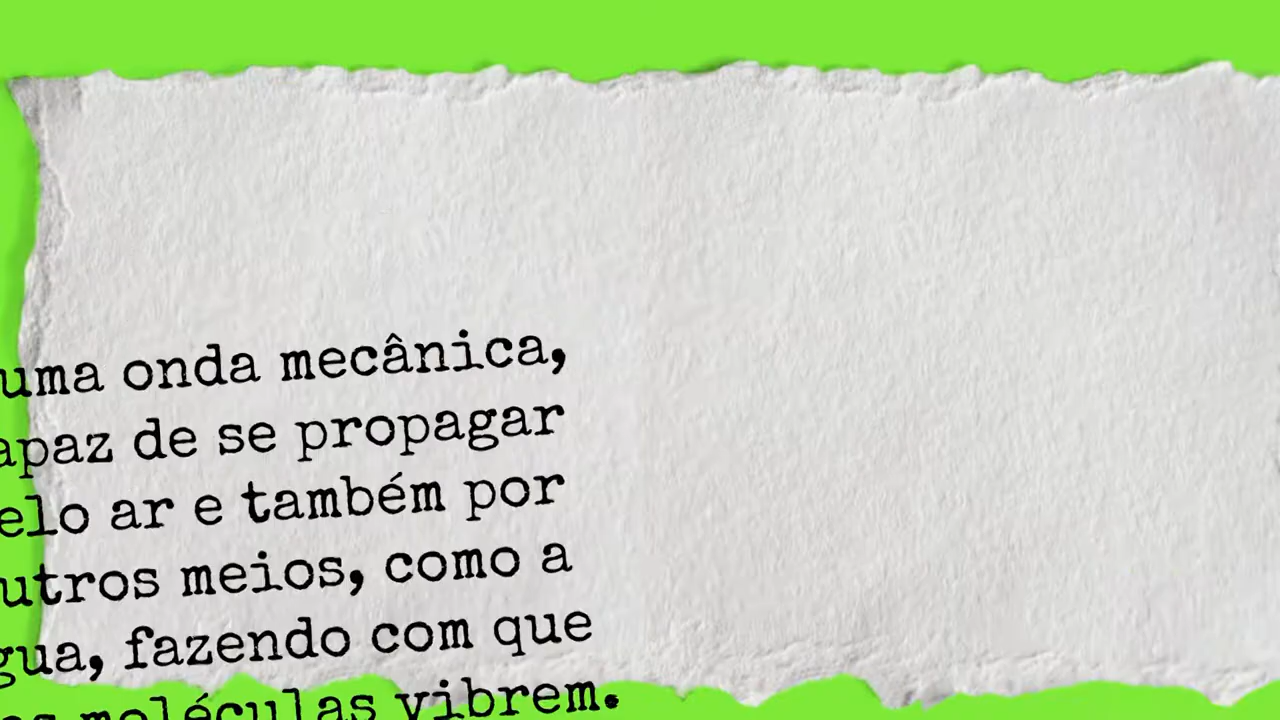 uma onda mecânica,
apaz de se propagar
elo ar e também por
utros meios, como a
gua, fazendo com que
as moléculas vibrem.